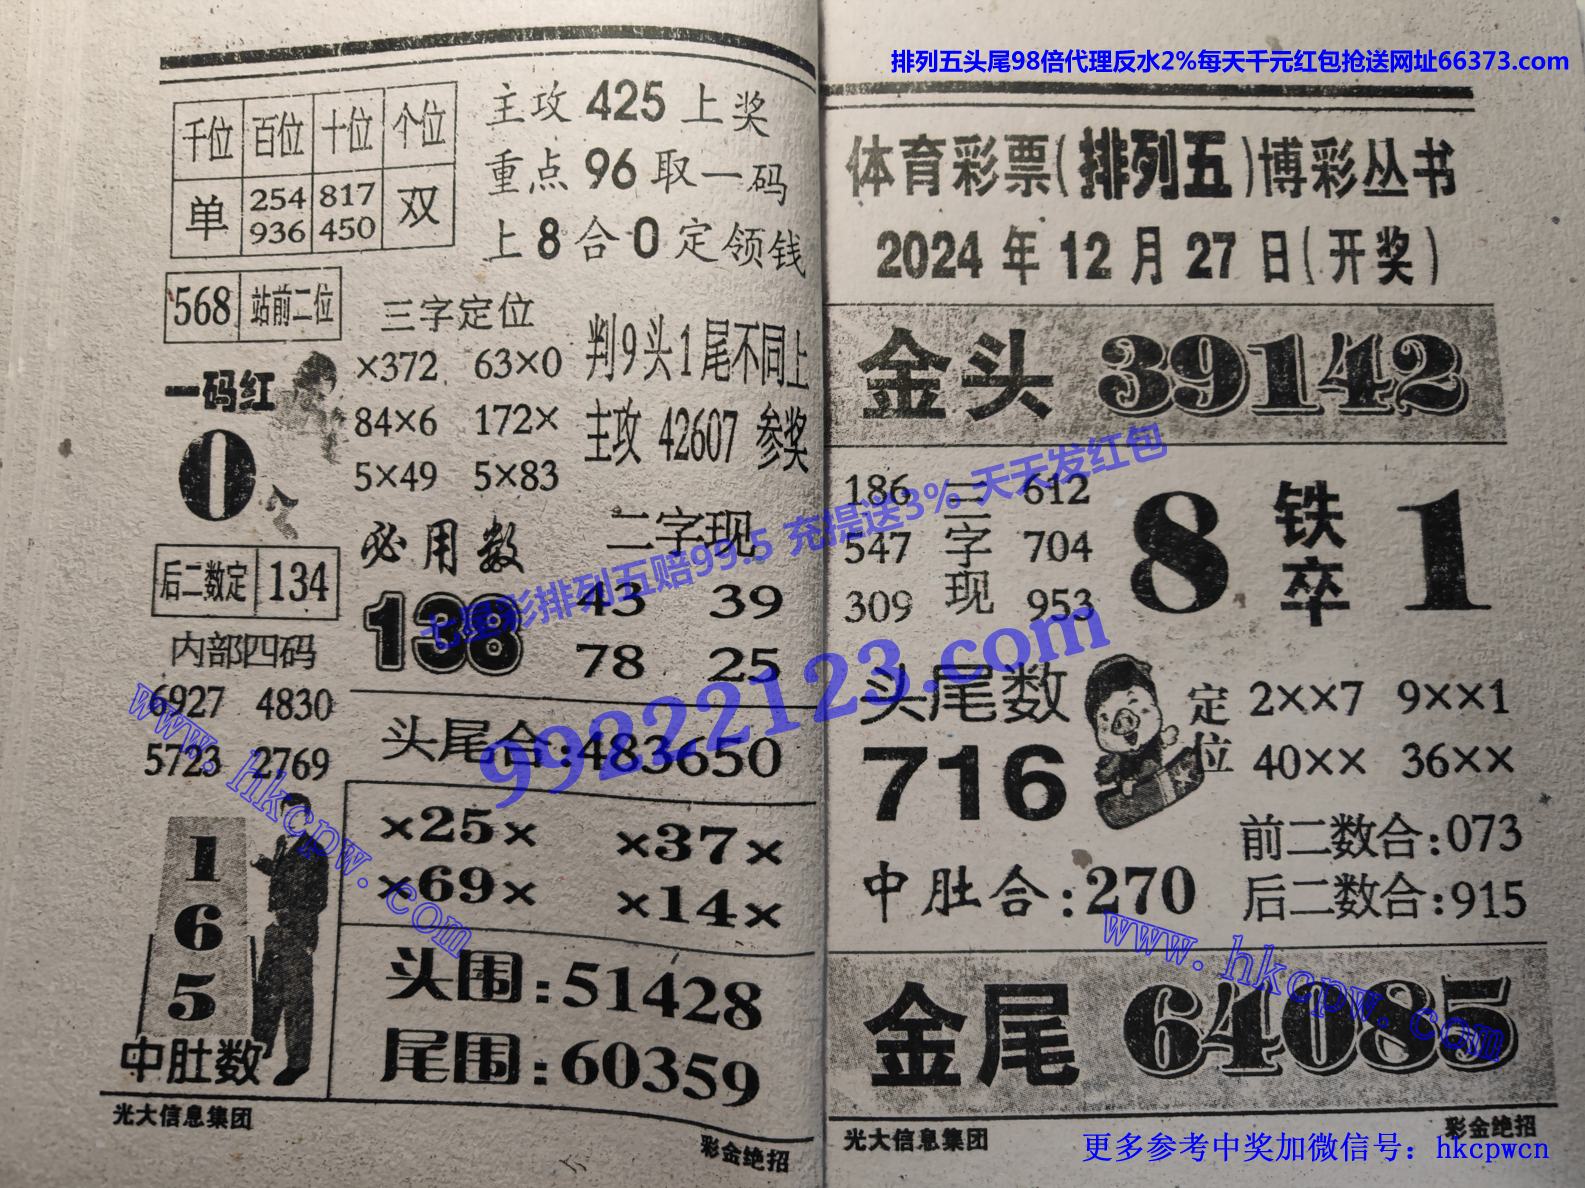 排列五头尾98倍代理反水2%每天千元红包抢送网址66373.com
千位 百位 十位 个位
单 254 817 双
936 450
主攻 425 上奖
重点 96 取一码
上 8 合 0 定领钱
568 站前二位
一码红
0
三字定位
×372 63×0
84×6 172×
5×49 5×83
判9头1尾不同上
主攻 42607 参奖
后二数定 134
必用数
138
二字现
43 39
78 25
内部四码
6927 4830
5723 2769
头尾合:483650
×25× ×37×
×69× ×14×
1
6
5
中肚数
头围:51428
尾围:60359
光大信息集团
彩金绝招
体育彩票(排列五)博彩丛书
2024 年 12 月 27 日(开奖)
金头 39142
186 三 612
547 字 704
309 现 953
8 铁卒 1
头尾数
716
定位
2××7 9××1
40×× 36××
前二数合:073
后二数合:915
中肚合:270
金尾 64085
光大信息集团
彩金绝招
七星彩排列五赔99.5 充提送3% 天天发红包
99222123.com
www.hkcpw.com
www.hkcpw.com
更多参考中奖加微信号：hkcpwcn